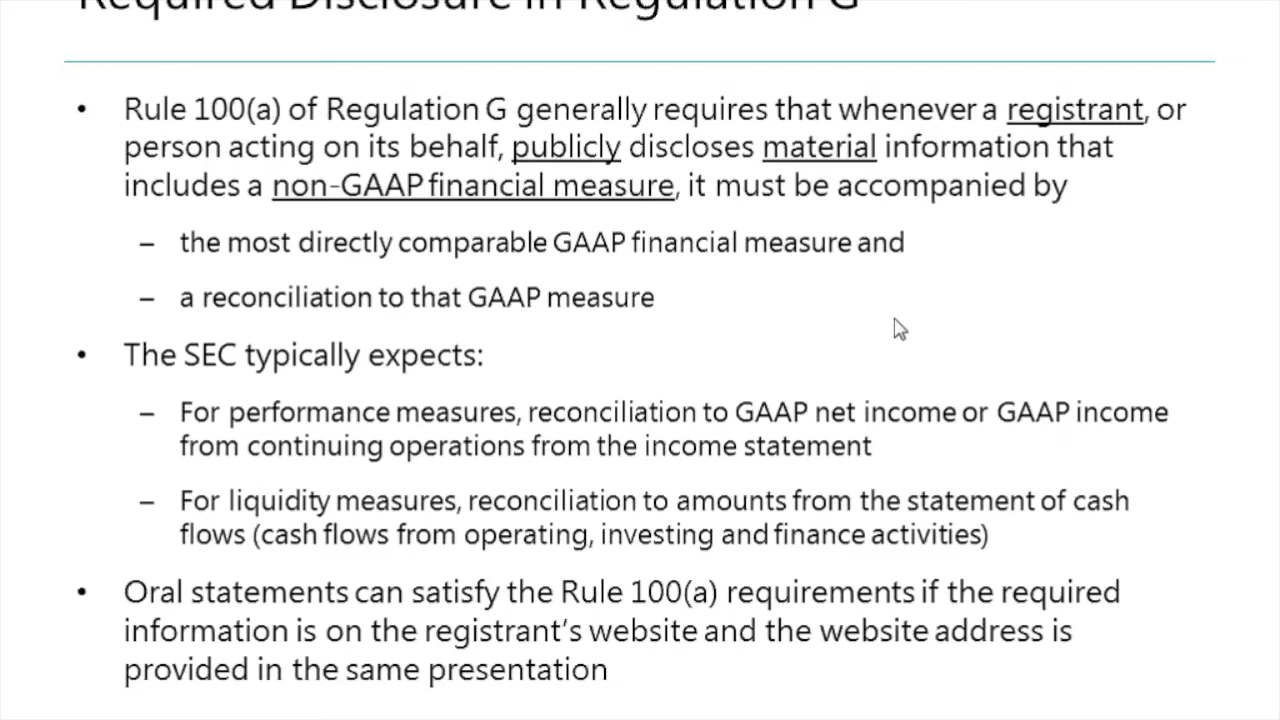 Required Disclosure in Regulation G
• Rule 100(a) of Regulation G generally requires that whenever a registrant, or
person acting on its behalf, publicly discloses material information that
includes a non-GAAP financial measure, it must be accompanied by
– the most directly comparable GAAP financial measure and
– a reconciliation to that GAAP measure
• The SEC typically expects:
– For performance measures, reconciliation to GAAP net income or GAAP income
from continuing operations from the income statement
– For liquidity measures, reconciliation to amounts from the statement of cash
flows (cash flows from operating, investing and finance activities)
• Oral statements can satisfy the Rule 100(a) requirements if the required
information is on the registrant's website and the website address is
provided in the same presentation